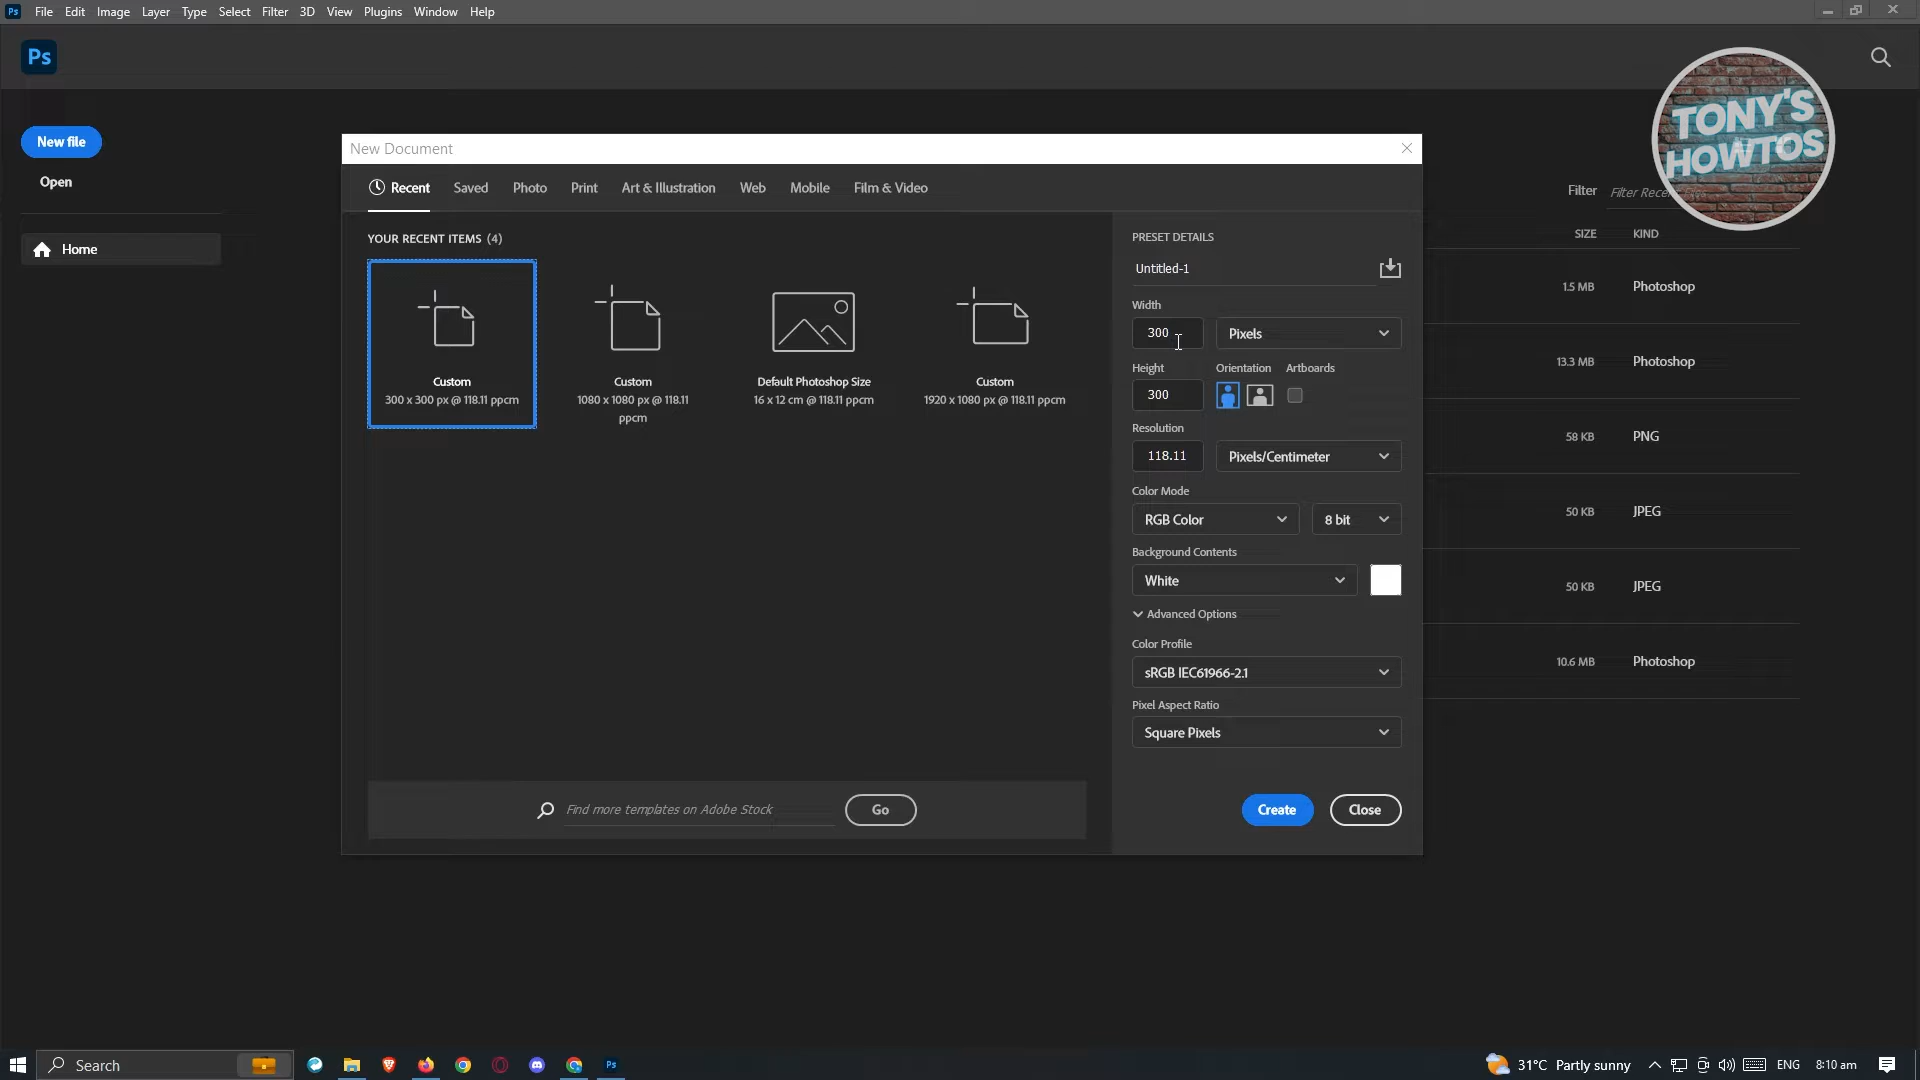 Ps File Edit Image Layer Type Select Filter 3D View Plugins Window Help
Ps
TONY'S
HOWTOS
New file
Open
Home
New Document
Recent Saved Photo Print Art & Illustration Web Mobile Film & Video
YOUR RECENT ITEMS (4)
Custom
300 x 300 px @ 118.11 ppcm
Custom
1080 x 1080 px @ 118.11
ppcm
Default Photoshop Size
16 x 12 cm @ 118.11 ppcm
Custom
1920 x 1080 px @ 118.11 ppcm
Find more templates on Adobe Stock
Go
PRESET DETAILS
Untitled-1
Width
300 Pixels
Height Orientation Artboards
300
Resolution
118.11 Pixels/Centimeter
Color Mode
RGB Color 8 bit
Background Contents
White
Advanced Options
Color Profile
sRGB IEC61966-2.1
Pixel Aspect Ratio
Square Pixels
Create Close
Filter Filter Recent
SIZE KIND
1.5 MB Photoshop
13.3 MB Photoshop
58 KB PNG
50 KB JPEG
50 KB JPEG
10.6 MB Photoshop
Search
Ps
31°C Partly sunny
ENG
8:10 am